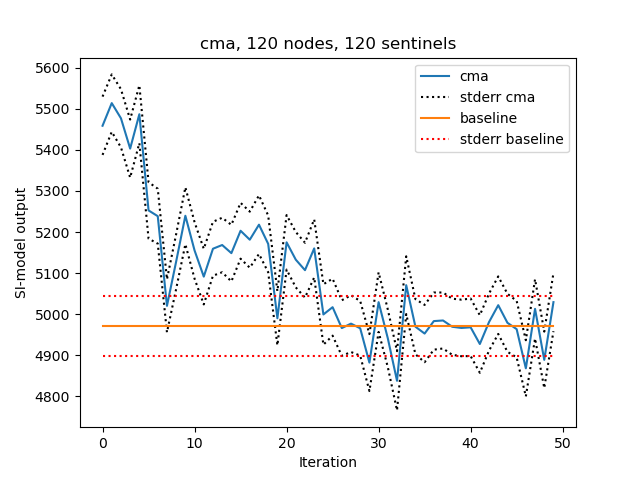 cma, 120 nodes, 120 sentinels
5600
5500
5400
5300
5200
5100
5000
4900
4800
SI-model output
cma
stderr cma
baseline
stderr baseline
0 10 20 30 40 50
Iteration